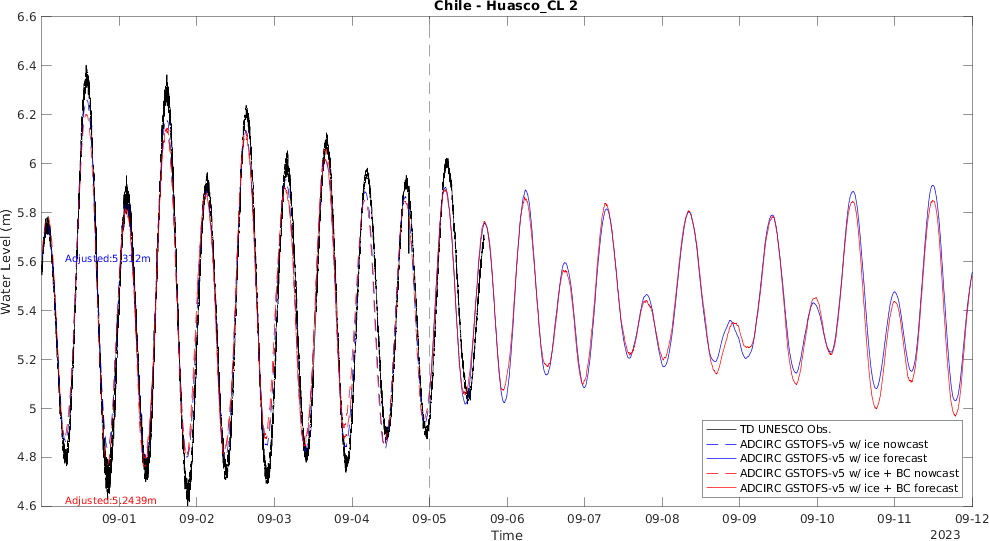 Chile - Huasco_CL 2
6.6
6.4
6.2
6
5.8
5.6
5.4
5.2
5
4.8
4.6
Water Level (m)
Adjusted:5.312m
Adjusted:5.2439m
TD UNESCO Obs.
ADCIRC GSTOFS-v5 w/ ice nowcast
ADCIRC GSTOFS-v5 w/ ice forecast
ADCIRC GSTOFS-v5 w/ ice + BC nowcast
ADCIRC GSTOFS-v5 w/ ice + BC forecast
09-01 09-02 09-03 09-04 09-05 09-06 09-07 09-08 09-09 09-10 09-11 09-12
Time
2023